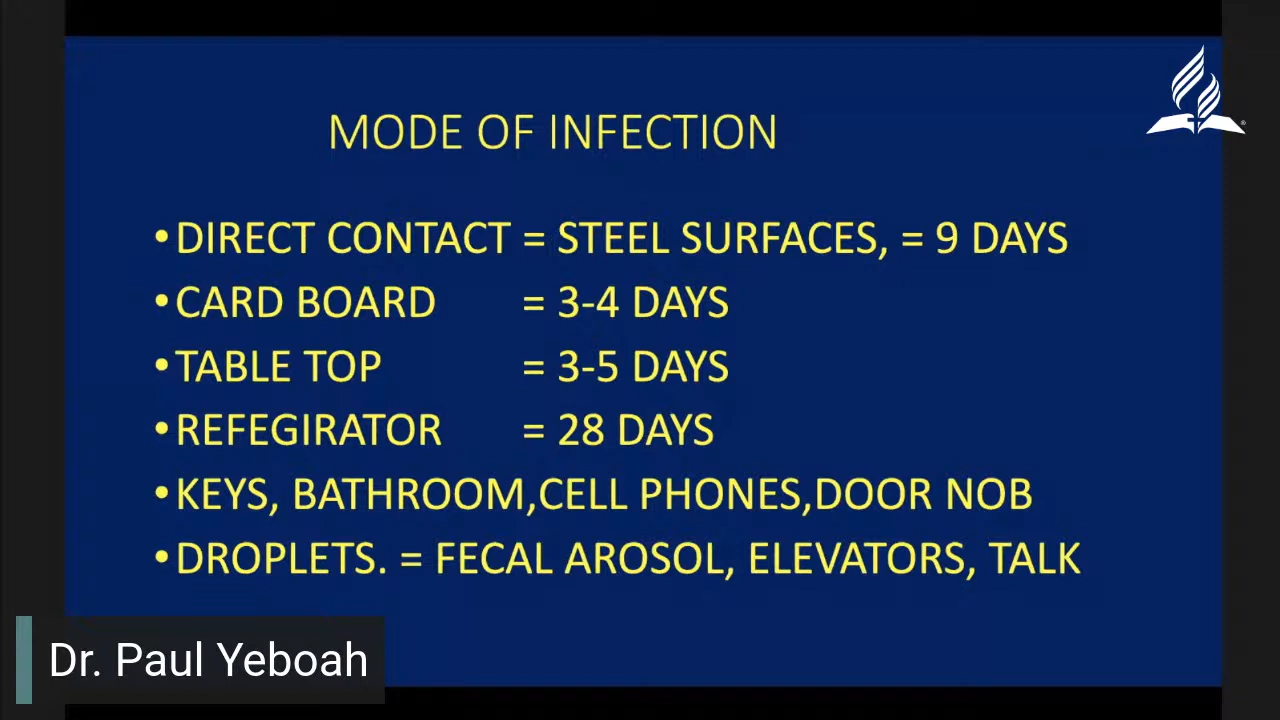 MODE OF INFECTION
•DIRECT CONTACT = STEEL SURFACES, = 9 DAYS
•CARD BOARD = 3-4 DAYS
•TABLE TOP = 3-5 DAYS
•REFEGIRATOR = 28 DAYS
•KEYS, BATHROOM,CELL PHONES,DOOR NOB
•DROPLETS. = FECAL AROSOL, ELEVATORS, TALK
Dr. Paul Yeboah